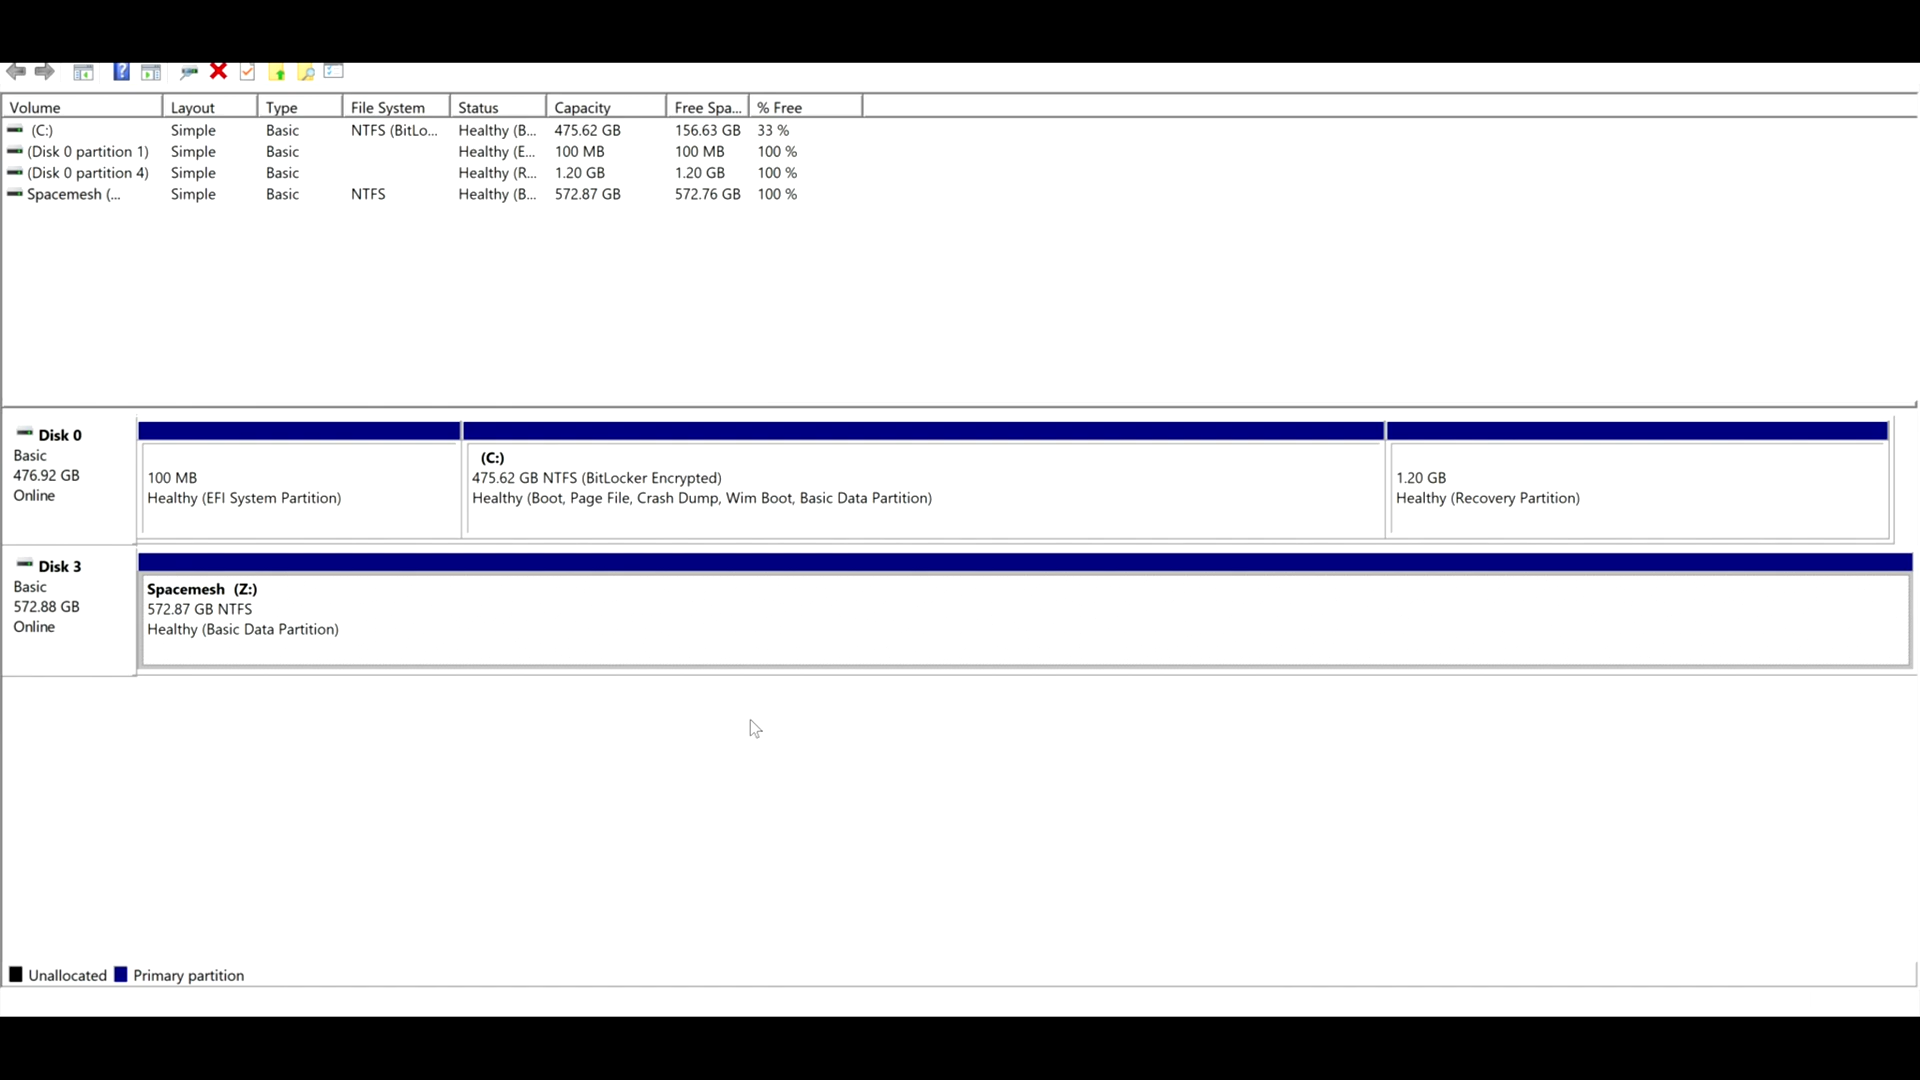 Volume Layout Type File System Status Capacity Free Spa... % Free
(C:) Simple Basic NTFS (BitLo... Healthy (B... 475.62 GB 156.63 GB 33 %
(Disk 0 partition 1) Simple Basic Healthy (E... 100 MB 100 MB 100 %
(Disk 0 partition 4) Simple Basic Healthy (R... 1.20 GB 1.20 GB 100 %
Spacemesh (... Simple Basic NTFS Healthy (B... 572.87 GB 572.76 GB 100 %
Disk 0
Basic
476.92 GB
Online
100 MB
Healthy (EFI System Partition)
(C:)
475.62 GB NTFS (BitLocker Encrypted)
Healthy (Boot, Page File, Crash Dump, Wim Boot, Basic Data Partition)
1.20 GB
Healthy (Recovery Partition)
Disk 3
Basic
572.88 GB
Online
Spacemesh (Z:)
572.87 GB NTFS
Healthy (Basic Data Partition)
Unallocated Primary partition